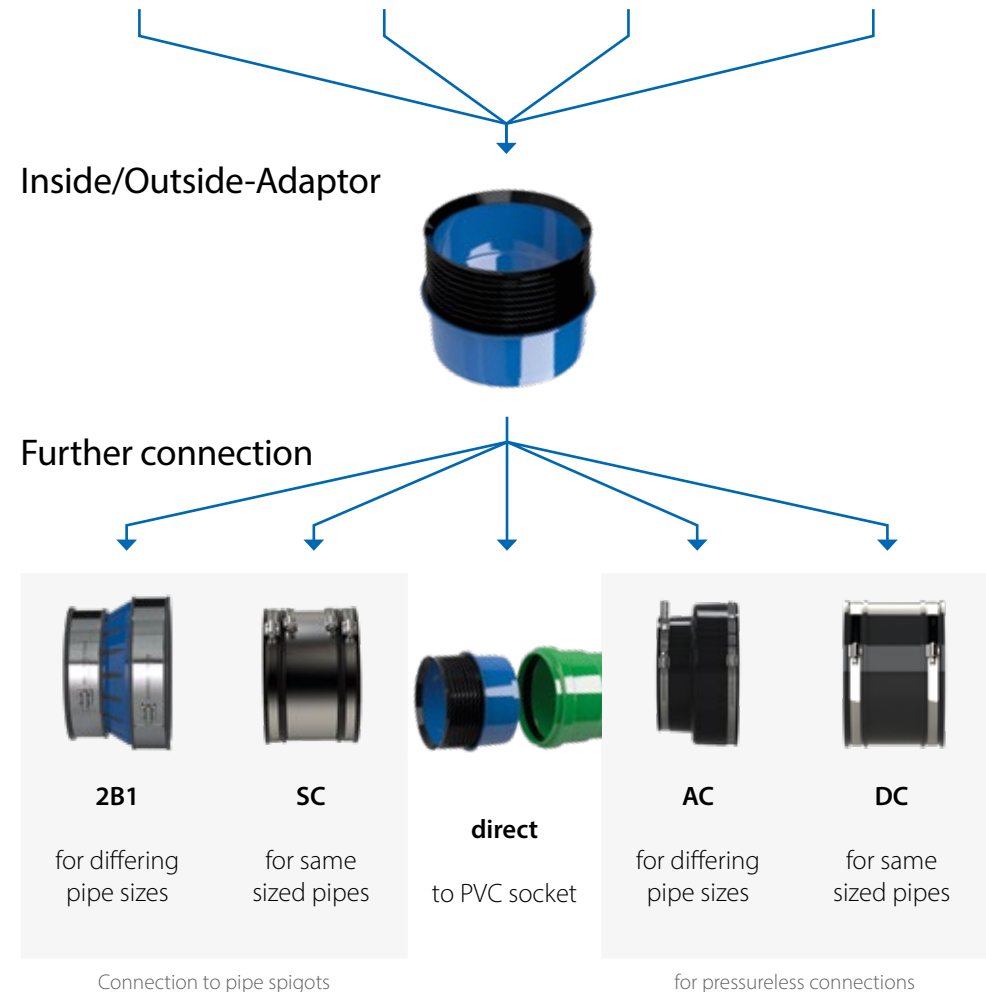 Inside/Outside-Adaptor
Further connection
2B1
for differing
pipe sizes
SC
for same
sized pipes
direct
to PVC socket
AC
for differing
pipe sizes
DC
for same
sized pipes
Connection to pipe spigots
for pressureless connections